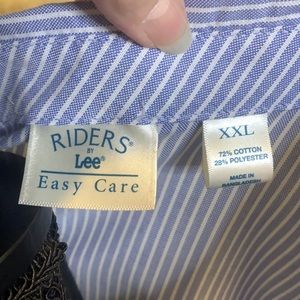 RIDERS®
BY
Lee®
Easy Care
XXL
72% COTTON
28% POLYESTER
MADE IN
BANGLADESH